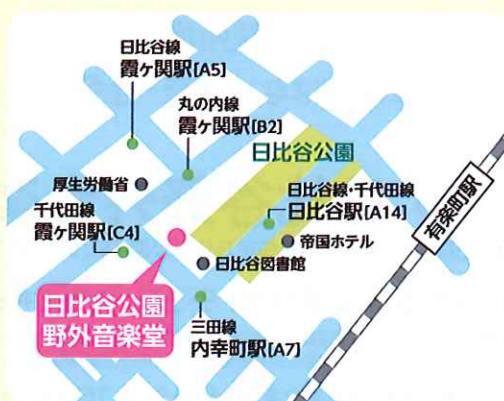 日比谷線
霞ヶ関駅[A5]
丸の内線
霞ヶ関駅[B2]
日比谷公園
厚生労働省
日比谷線・千代田線
日比谷駅[A14]
千代田線
霞ヶ関駅[C4]
帝国ホテル
有楽町駅
日比谷図書館
日比谷公園
野外音楽堂
三田線
内幸町駅[A7]